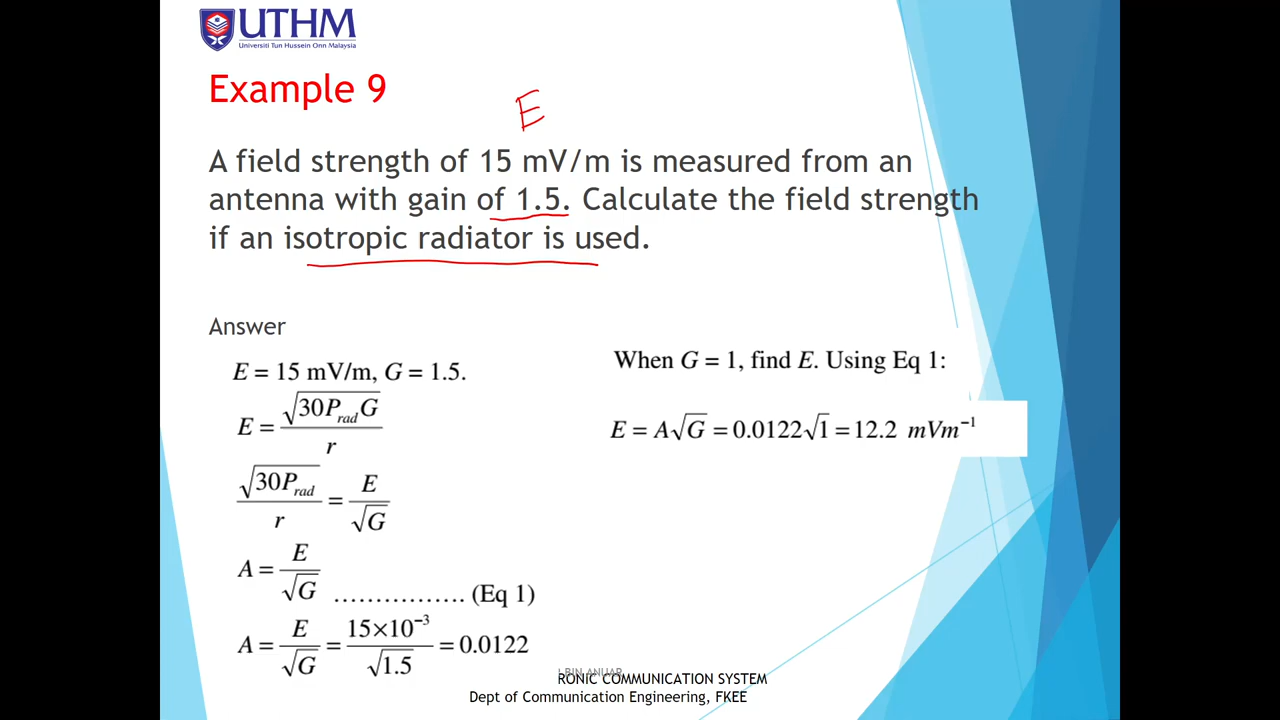 UTHM
Universiti Tun Hussein Onn Malaysia
Example 9
E
A field strength of 15 mV/m is measured from an
antenna with gain of 1.5. Calculate the field strength
if an isotropic radiator is used.
Answer
E = 15 mV/m, G = 1.5.
E = √(30P_rad G) / r
√(30P_rad) / r = E / √G
A = E / √G ................ (Eq 1)
A = E / √G = 15×10⁻³ / √1.5 = 0.0122
When G = 1, find E. Using Eq 1:
E = A√G = 0.0122√1 = 12.2 mVm⁻¹
BIN ANUAR
RONIC COMMUNICATION SYSTEM
Dept of Communication Engineering, FKEE